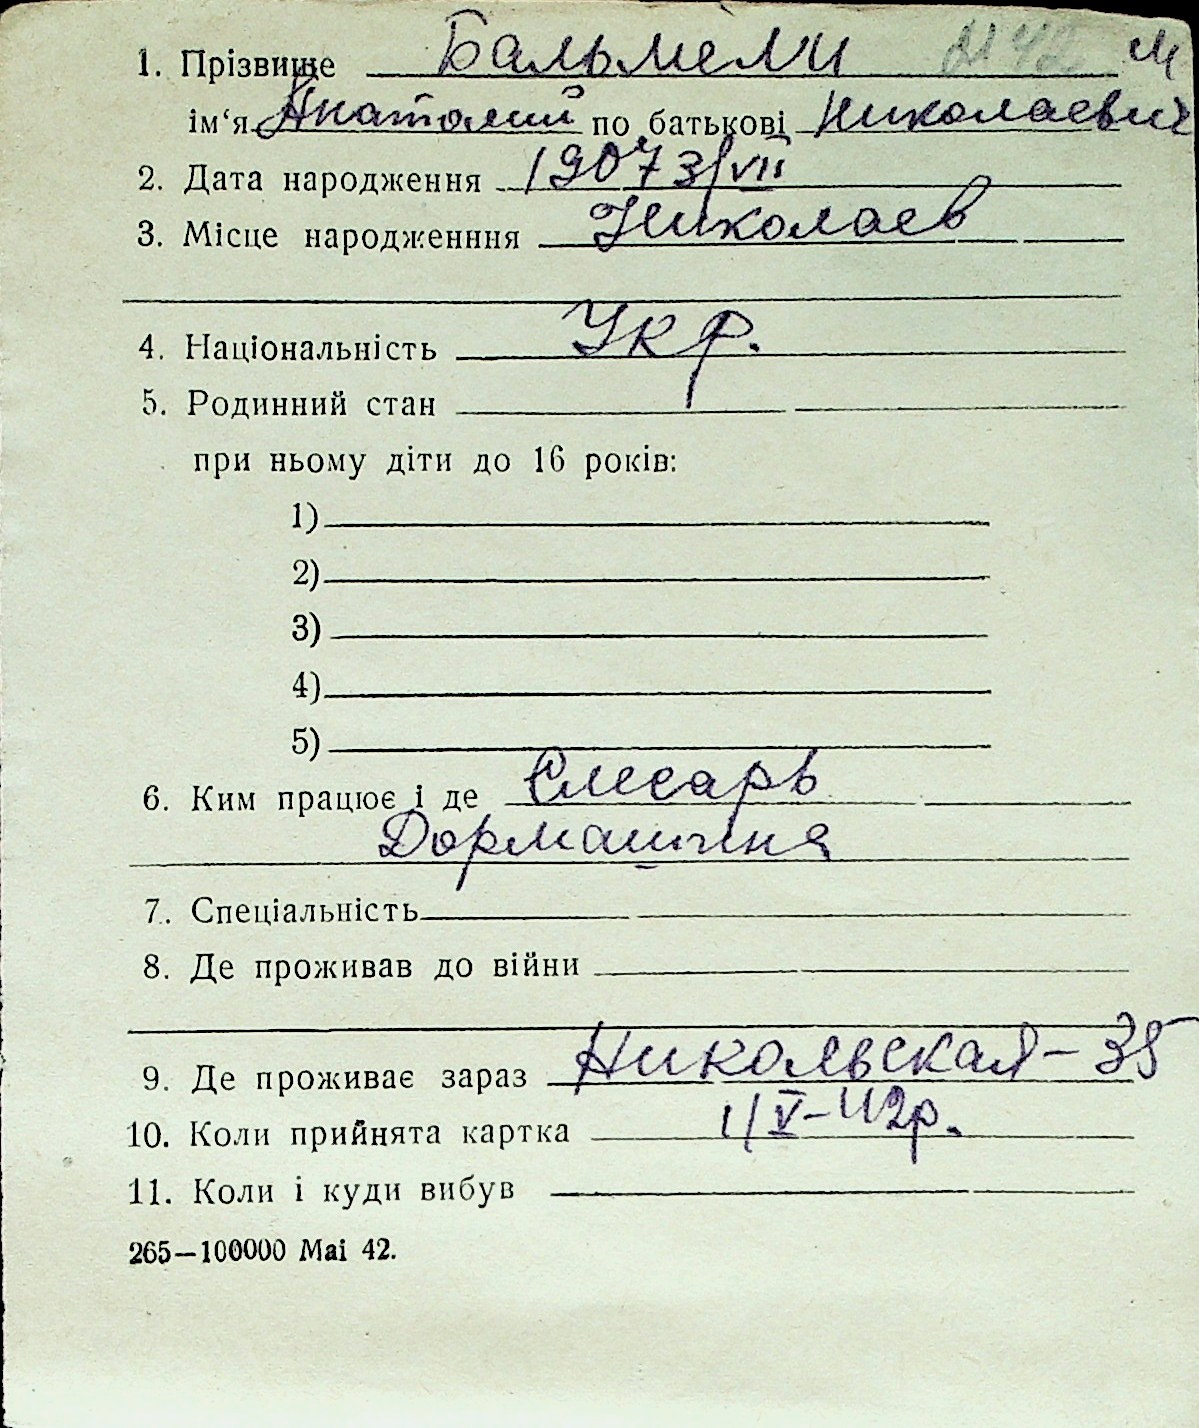 1. Прізвище Бальмели М
ім‘я Анатолий по батькові Николаевич
2. Дата народження 1907 3/VII
3. Місце народженння Николаев
4. Національність Укр.
5. Родинний стан
при ньому діти до 16 років:
1)
2)
3)
4)
5)
6. Ким працює і де Слесарь
Дормашина
7. Спеціальність
8. Де проживав до війни
9. Де проживає зараз Никольская – 35
10. Коли прийнята картка 1/V–42р.
11. Коли і куди вибув
265—100000 Mai 42.